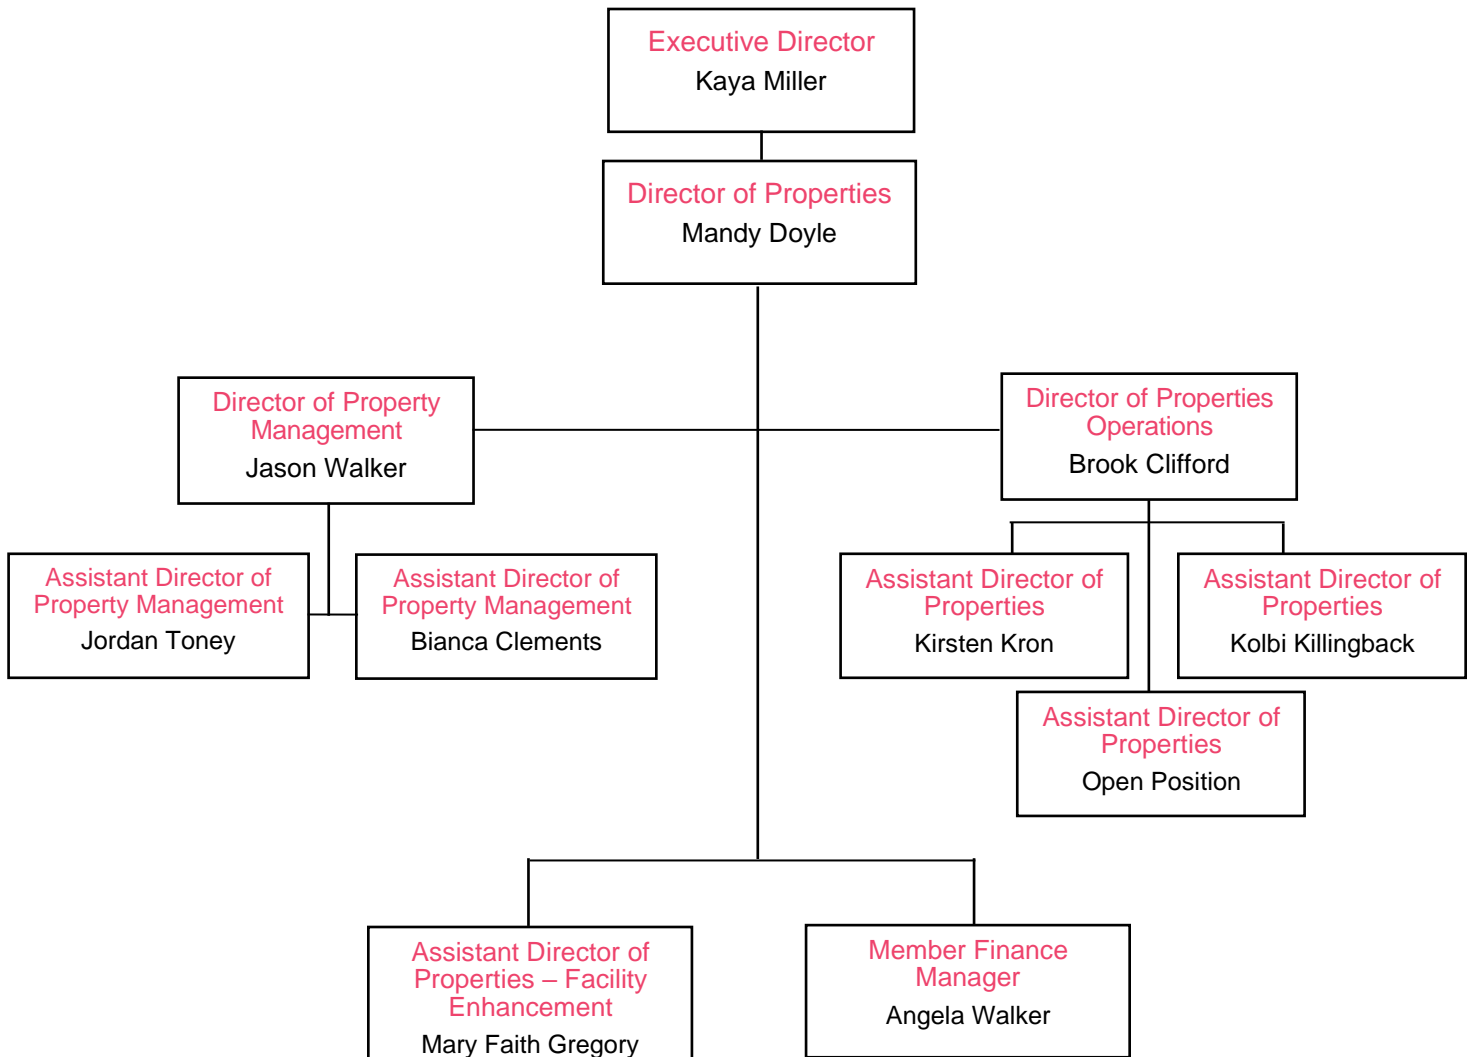 Executive Director
Kaya Miller
Director of Properties
Mandy Doyle
Director of Property
Management
Jason Walker
Director of Properties
Operations
Brook Clifford
Assistant Director of
Property Management
Jordan Toney
Assistant Director of
Property Management
Bianca Clements
Assistant Director of
Properties
Kirsten Kron
Assistant Director of
Properties
Kolbi Killingback
Assistant Director of
Properties
Open Position
Assistant Director of
Properties – Facility
Enhancement
Mary Faith Gregory
Member Finance
Manager
Angela Walker